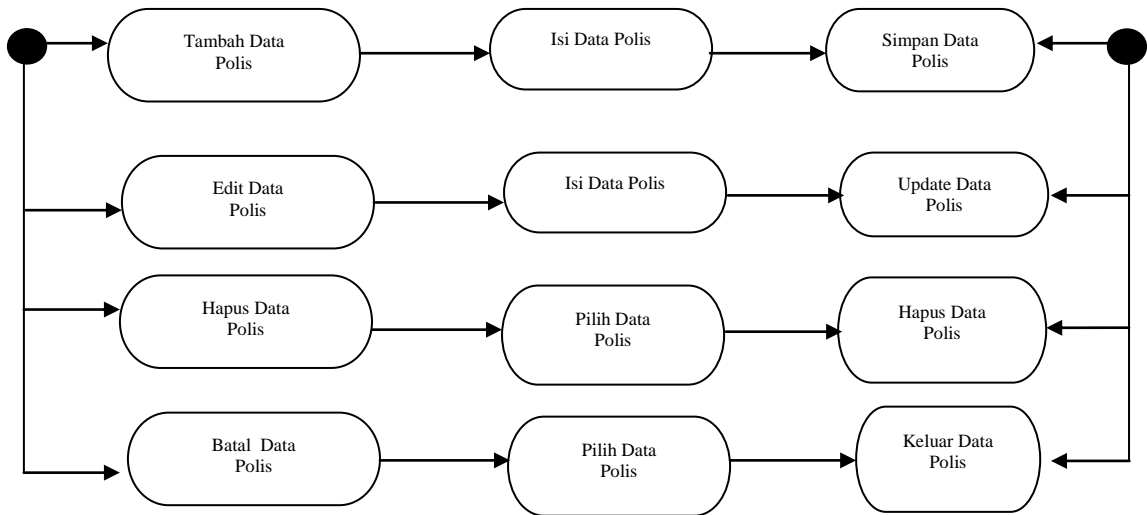 Tambah Data
Polis
Isi Data Polis
Simpan Data
Polis
Edit Data
Polis
Isi Data Polis
Update Data
Polis
Hapus Data
Polis
Pilih Data
Polis
Hapus Data
Polis
Batal Data
Polis
Pilih Data
Polis
Keluar Data
Polis